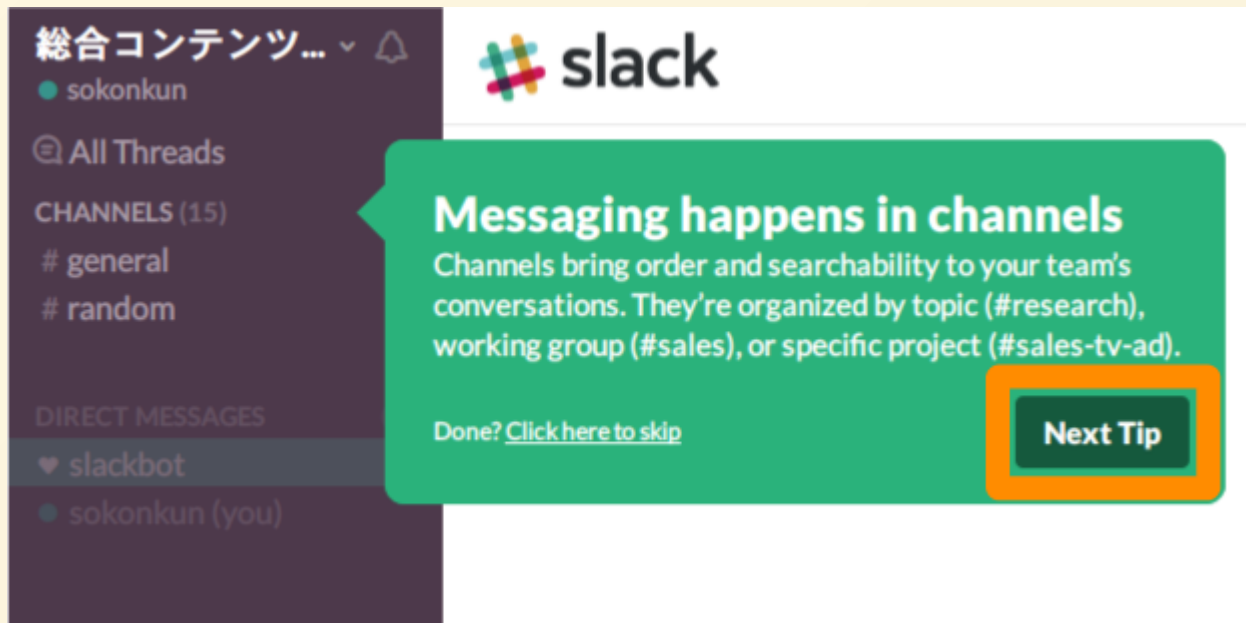 総合コンテンツ...
sokonkun
All Threads
CHANNELS (15)
# general
# random
DIRECT MESSAGES
slackbot
sokonkun (you)
slack
Messaging happens in channels
Channels bring order and searchability to your team's
conversations. They're organized by topic (#research),
working group (#sales), or specific project (#sales-tv-ad).
Done? Click here to skip
Next Tip